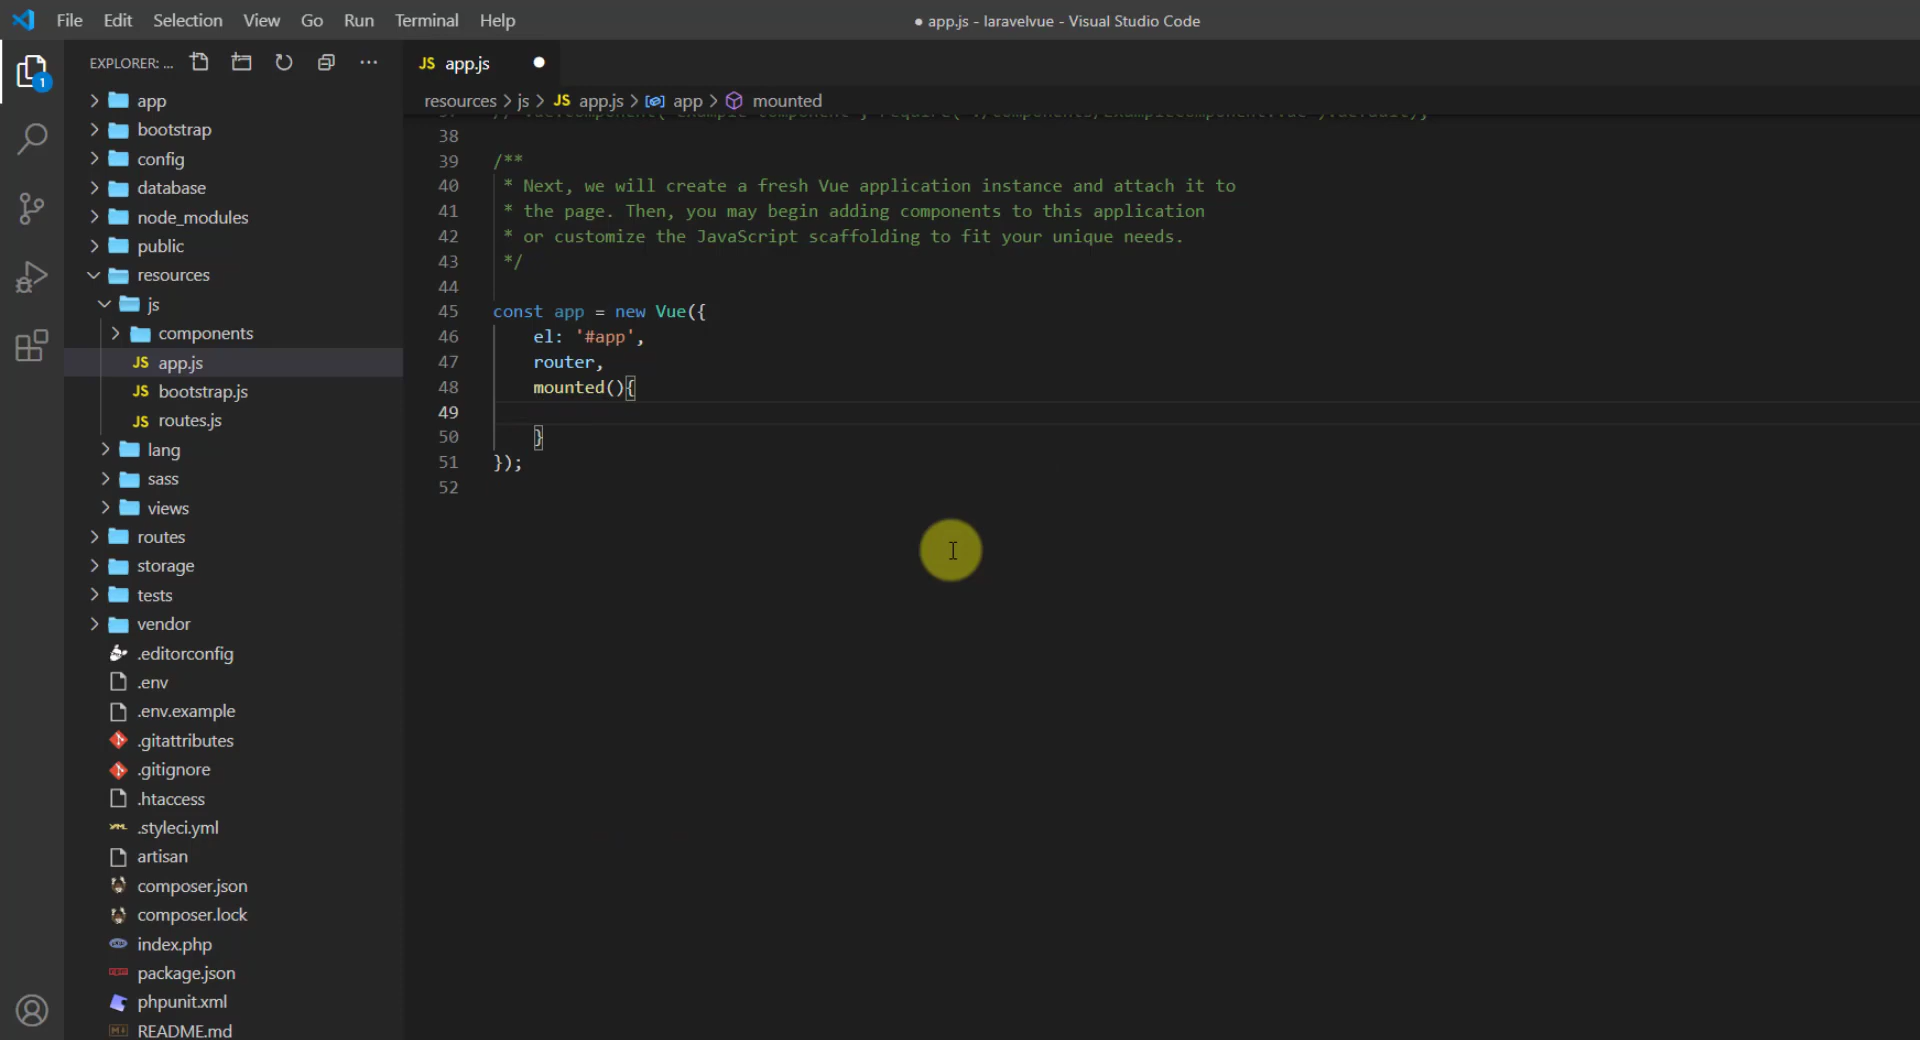 File Edit Selection View Go Run Terminal Help
● app.js - laravelvue - Visual Studio Code
1
EXPLORER: ...
app
bootstrap
config
database
node_modules
public
resources
js
components
JS app.js
JS bootstrap.js
JS routes.js
lang
sass
views
routes
storage
tests
vendor
.editorconfig
.env
.env.example
.gitattributes
.gitignore
.htaccess
.styleci.yml
artisan
composer.json
composer.lock
index.php
package.json
phpunit.xml
README.md
JS app.js
resources > js > JS app.js > app > mounted
38
39 /**
40 * Next, we will create a fresh Vue application instance and attach it to
41 * the page. Then, you may begin adding components to this application
42 * or customize the JavaScript scaffolding to fit your unique needs.
43 */
44
45 const app = new Vue({
46 el: '#app',
47 router,
48 mounted(){
49
50 }
51 });
52